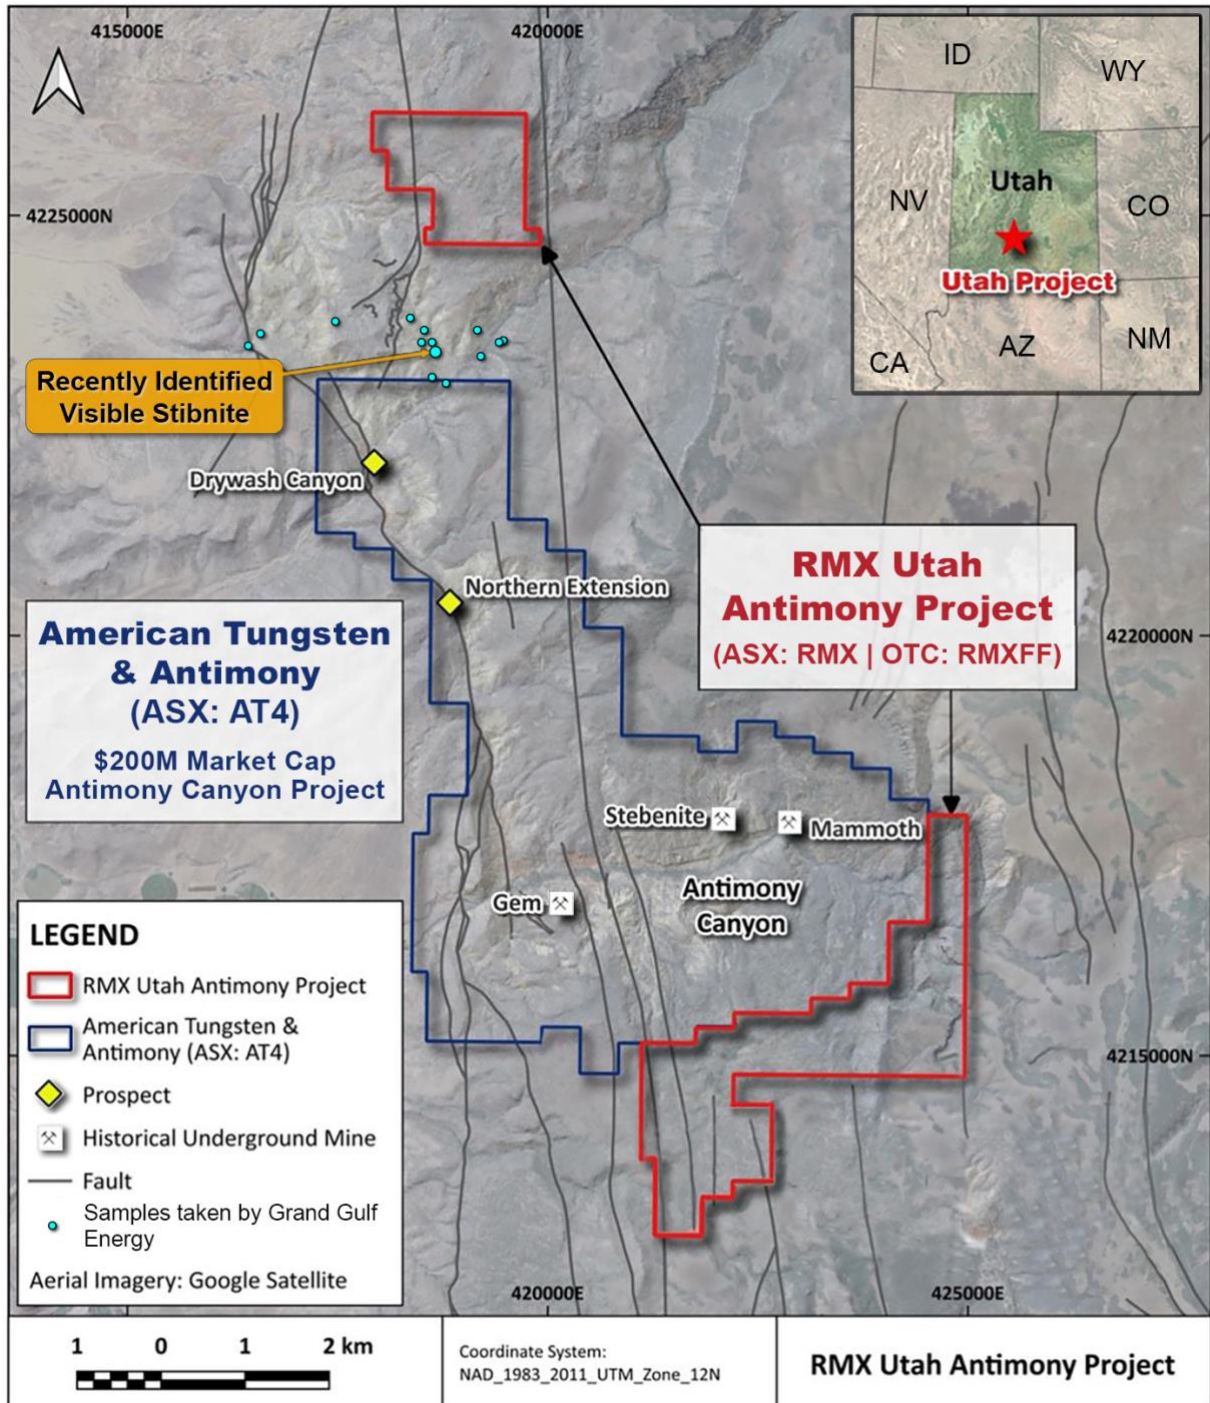 415000E
420000E
ID
WY
Utah
NV
CO
Utah Project
AZ
NM
CA
4225000N
Recently Identified
Visible Stibnite
Drywash Canyon
Northern Extension
RMX Utah
Antimony Project
(ASX: RMX | OTC: RMXFF)
4220000N
American Tungsten
& Antimony
(ASX: AT4)
$200M Market Cap
Antimony Canyon Project
Stebenite
Mammoth
Gem
Antimony
Canyon
4215000N
LEGEND
RMX Utah Antimony Project
American Tungsten &
Antimony (ASX: AT4)
Prospect
Historical Underground Mine
Fault
Samples taken by Grand Gulf
Energy
Aerial Imagery: Google Satellite
420000E
425000E
1 0 1 2 km
Coordinate System:
NAD_1983_2011_UTM_Zone_12N
RMX Utah Antimony Project